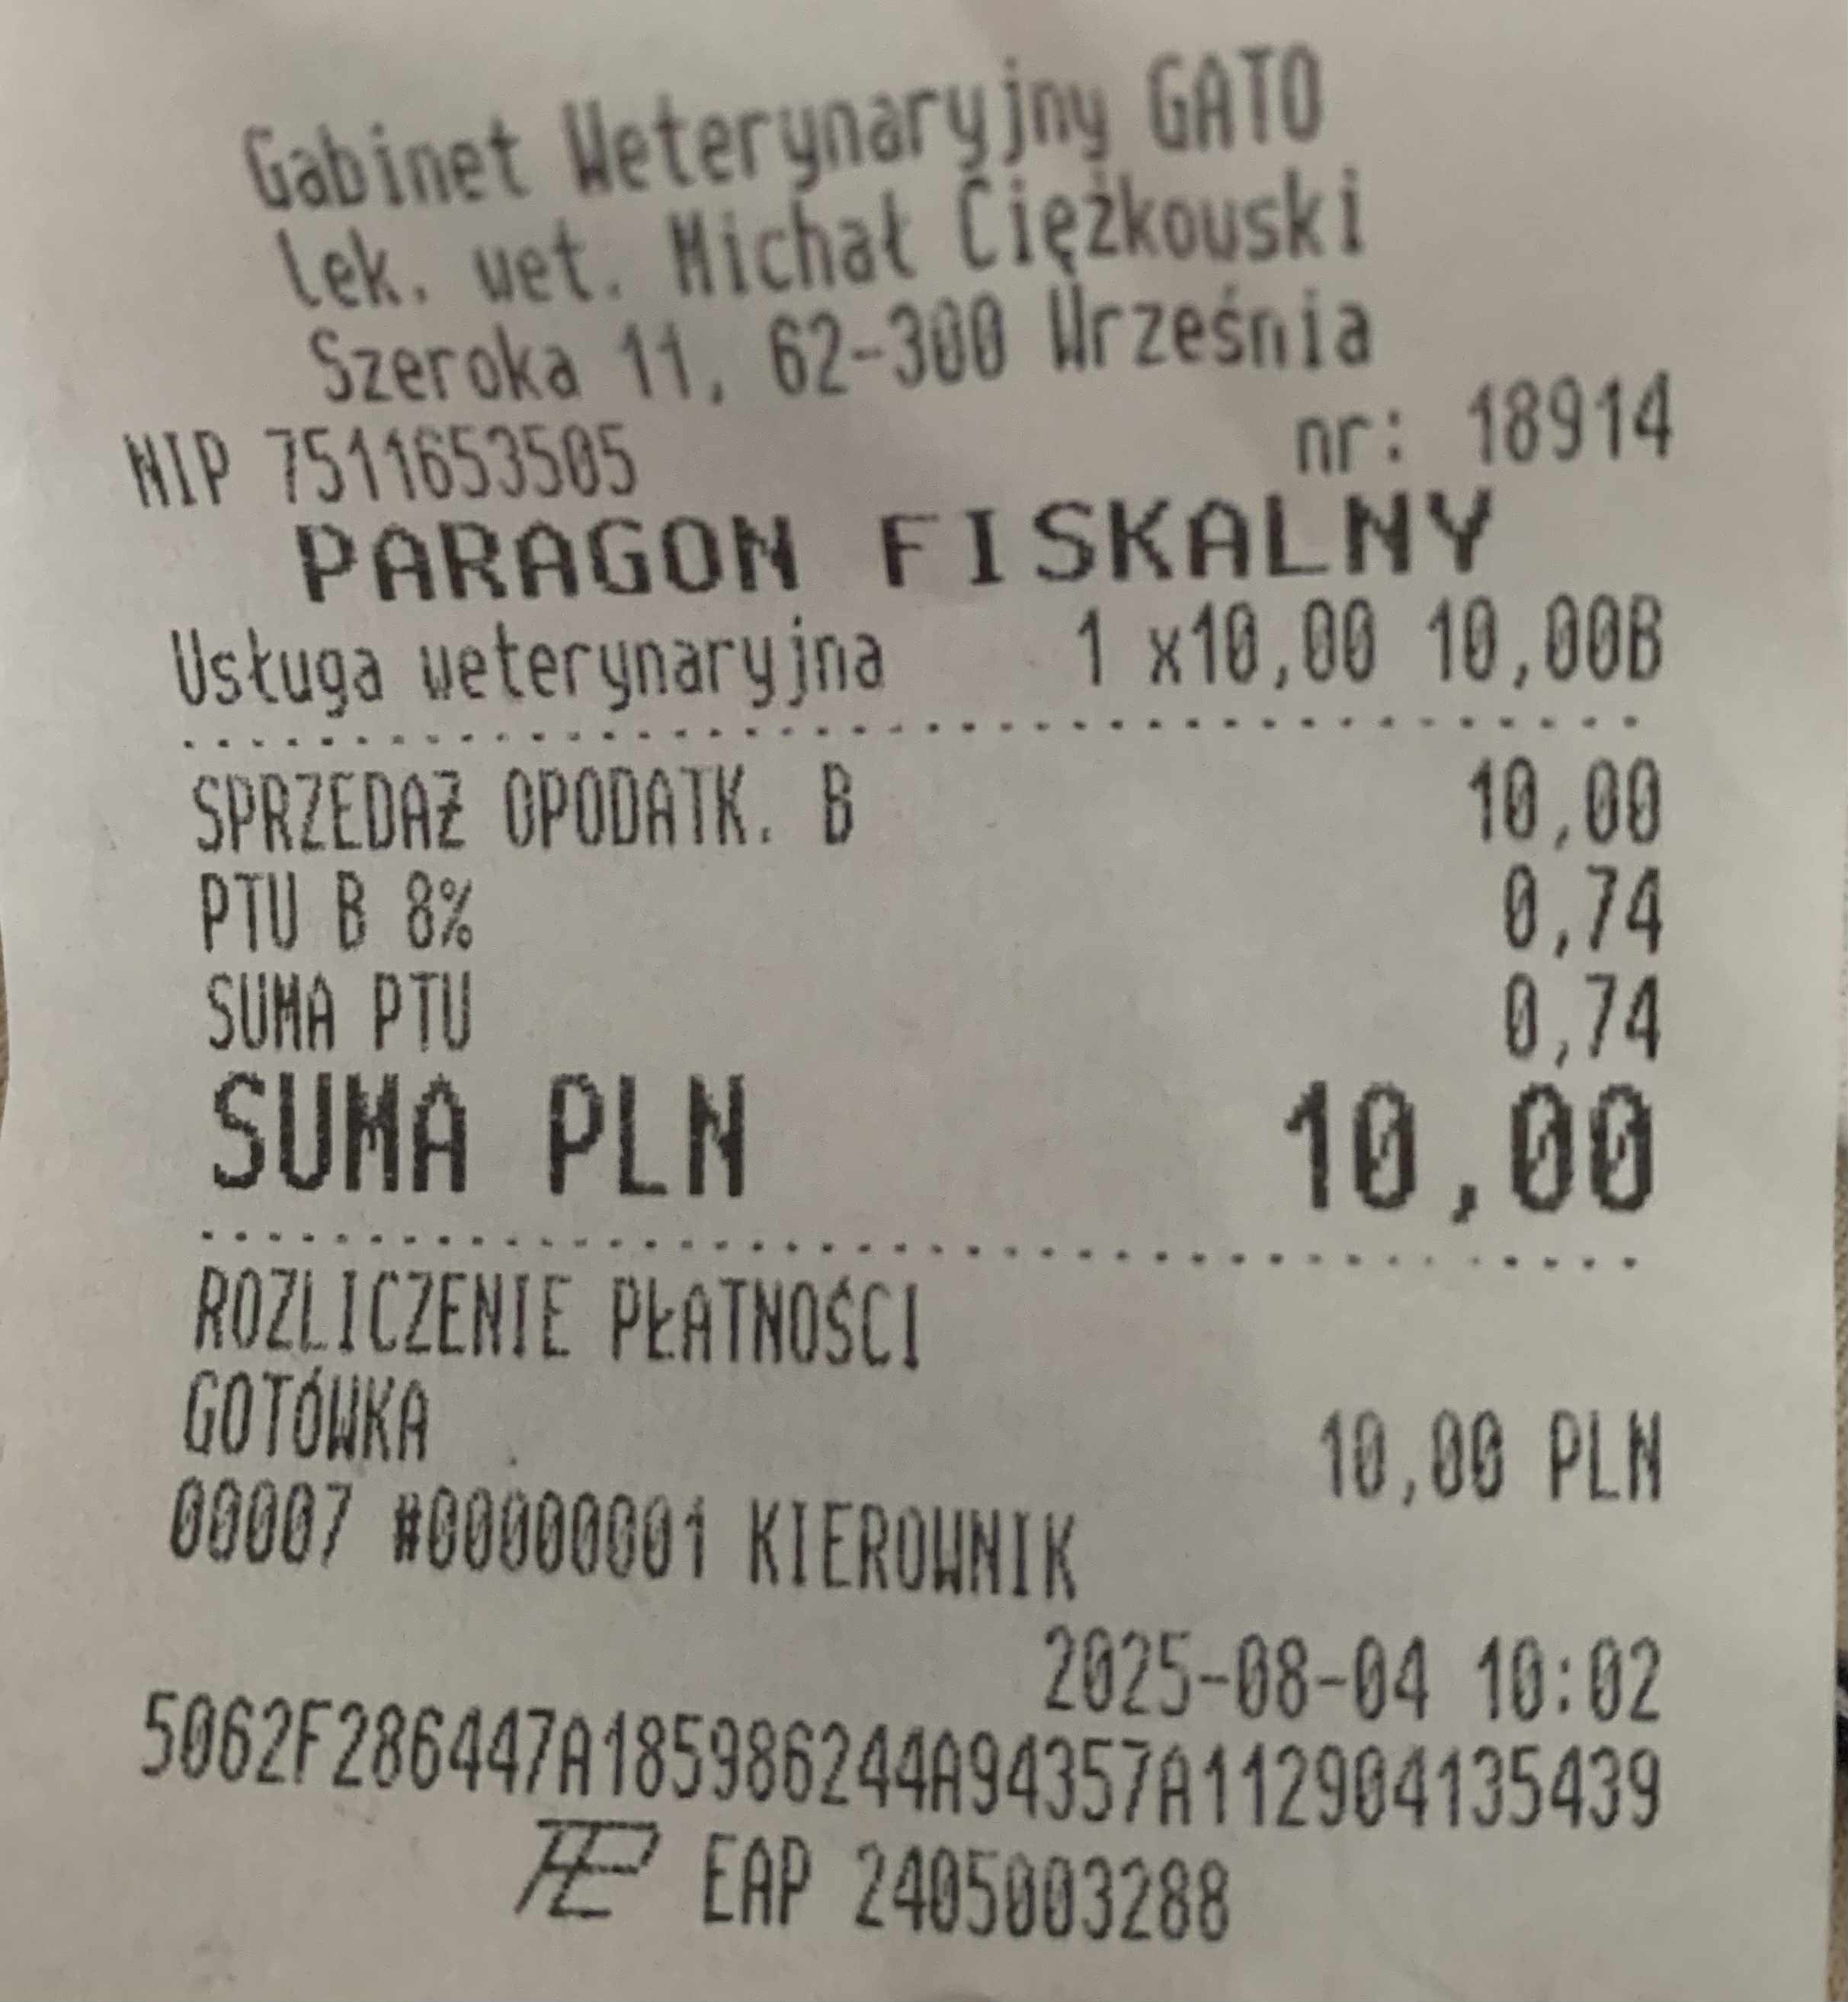 Gabinet Weterynaryjny GATO
lek. wet. Michał Ciężkowski
Szeroka 11, 62-300 Września
NIP 7511653505 nr: 18914
PARAGON FISKALNY
Usługa weterynaryjna 1 x10,00 10,00B
SPRZEDAŻ OPODATK. B 10,00
PTU B 8% 0,74
SUMA PTU 0,74
SUMA PLN 10,00
ROZLICZENIE PŁATNOŚCI
GOTÓWKA 10,00 PLN
00007 #00000001 KIEROWNIK
2025-08-04 10:02
5062F286447A185986244A94357A112904135439
EAP 2405003288